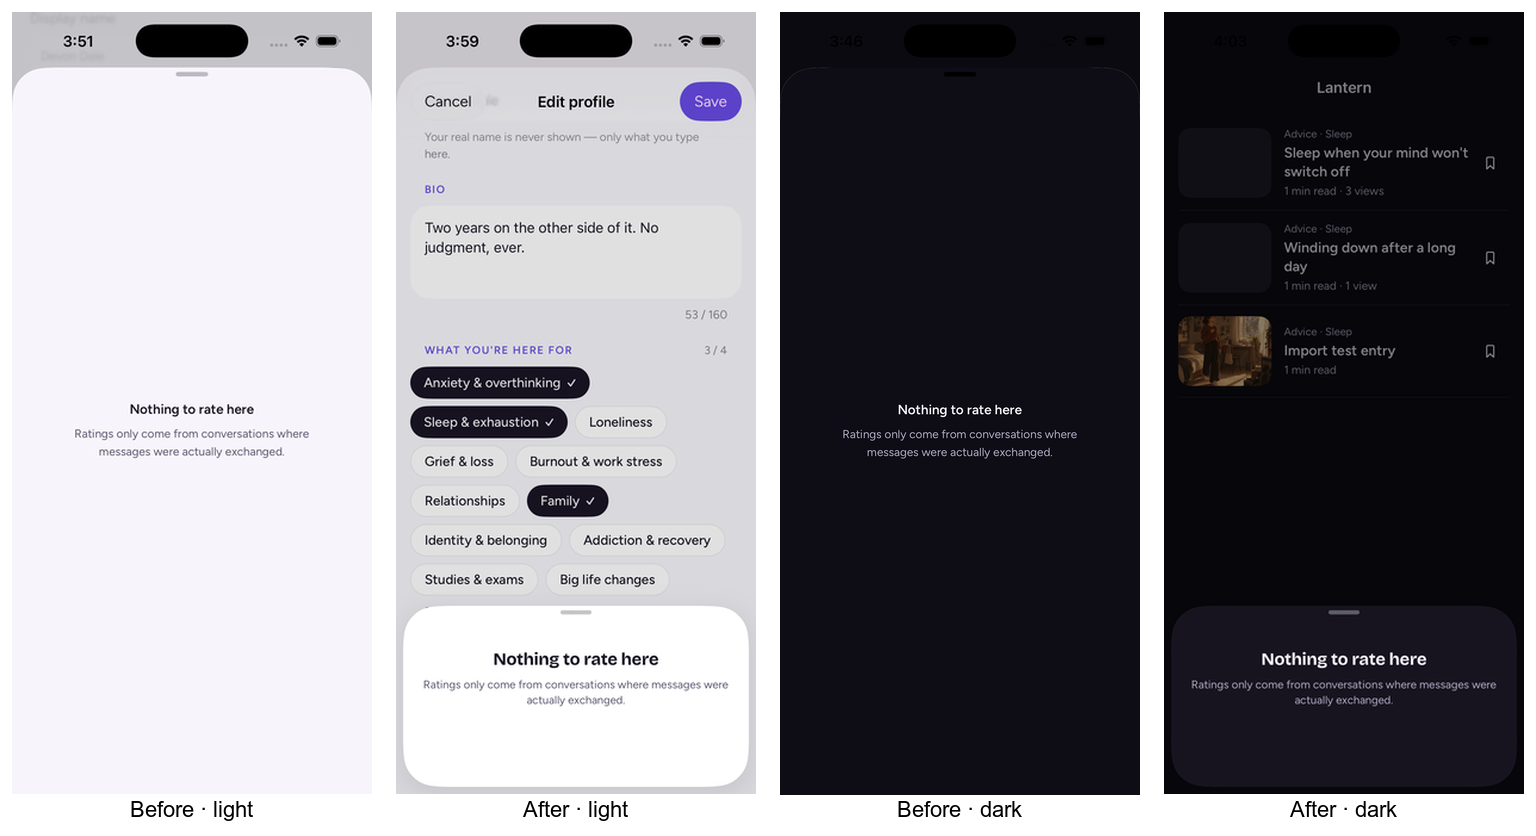 Display name
3:51
Devon Dale
Nothing to rate here
Ratings only come from conversations where
messages were actually exchanged.
Before · light
3:59
Cancel
Edit profile
Save
Your real name is never shown — only what you type
here.
BIO
Two years on the other side of it. No
judgment, ever.
53 / 160
WHAT YOU'RE HERE FOR
3 / 4
Anxiety & overthinking ✓
Sleep & exhaustion ✓
Loneliness
Grief & loss
Burnout & work stress
Relationships
Family ✓
Identity & belonging
Addiction & recovery
Studies & exams
Big life changes
Nothing to rate here
Ratings only come from conversations where messages were
actually exchanged.
After · light
3:46
Nothing to rate here
Ratings only come from conversations where
messages were actually exchanged.
Before · dark
4:03
Lantern
Advice · Sleep
Sleep when your mind won't
switch off
1 min read · 3 views
Advice · Sleep
Winding down after a long
day
1 min read · 1 view
Advice · Sleep
Import test entry
1 min read
Nothing to rate here
Ratings only come from conversations where messages were
actually exchanged.
After · dark